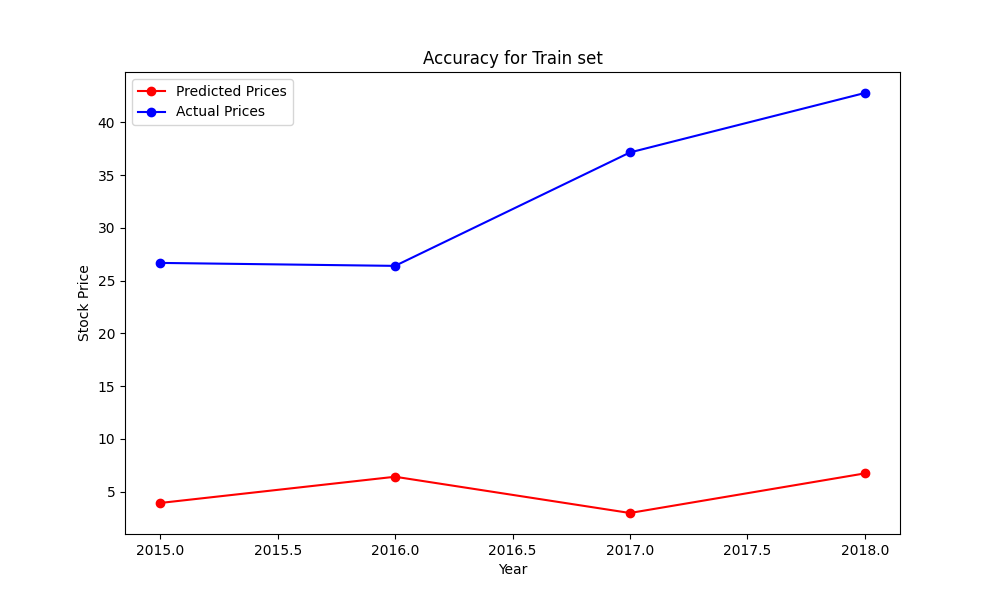 Accuracy for Train set
Predicted Prices
Actual Prices
Stock Price
40
35
30
25
20
15
10
5
2015.0 2015.5 2016.0 2016.5 2017.0 2017.5 2018.0
Year